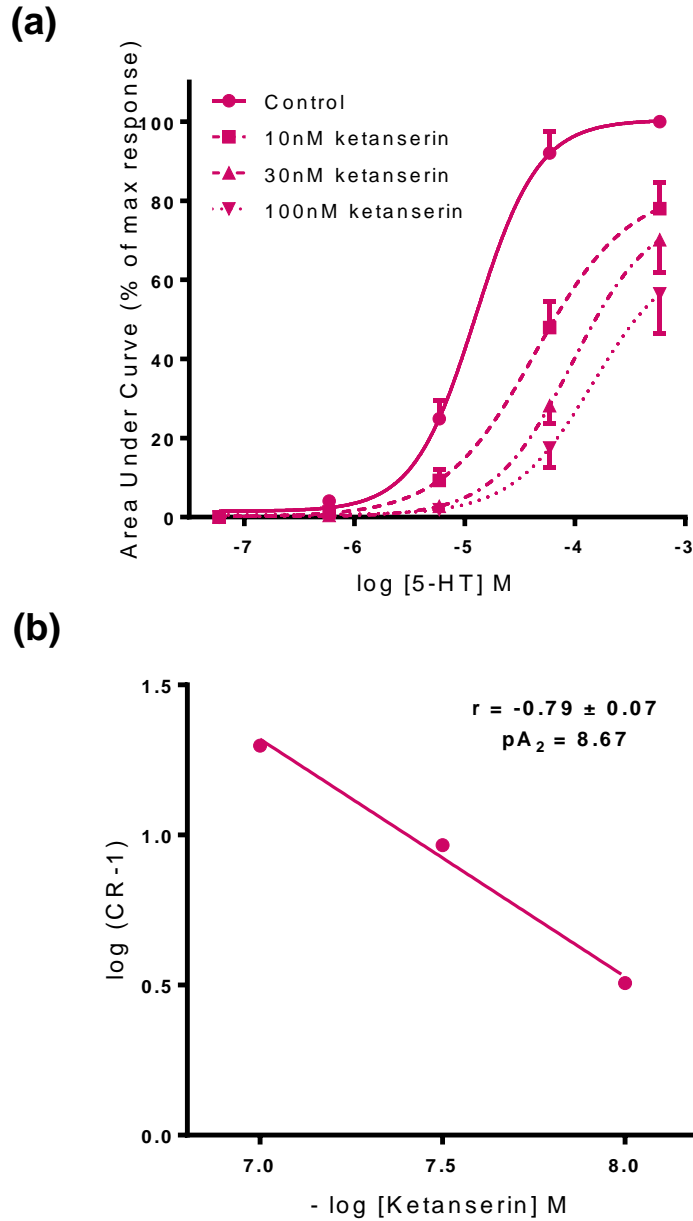 (a)
Control
10nM ketanserin
30nM ketanserin
100nM ketanserin
Area Under Curve (% of max response)
100
80
60
40
20
0
-7 -6 -5 -4 -3
log [5-HT] M
(b)
r = -0.79 ± 0.07
pA₂ = 8.67
log (CR-1)
1.5
1.0
0.5
0.0
7.0 7.5 8.0
- log [Ketanserin] M